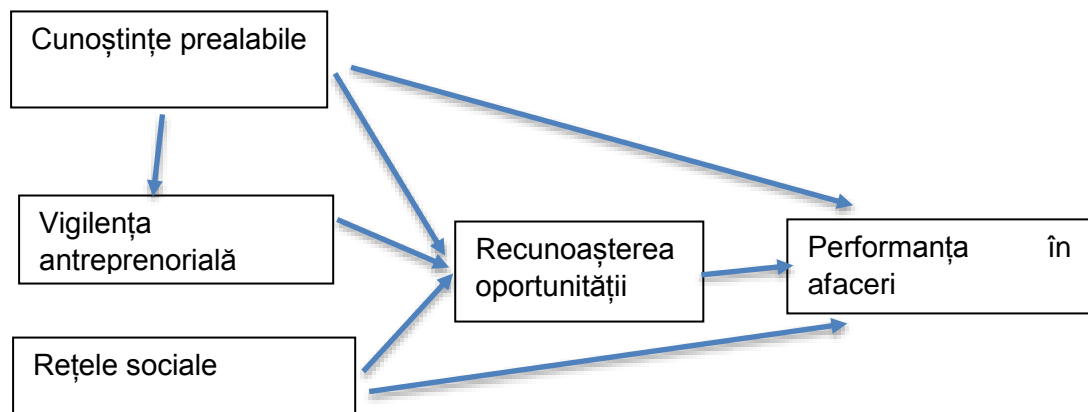 Cunoștințe prealabile
Vigilența
antreprenorială
Recunoașterea
oportunității
Performanța în
afaceri
Rețele sociale